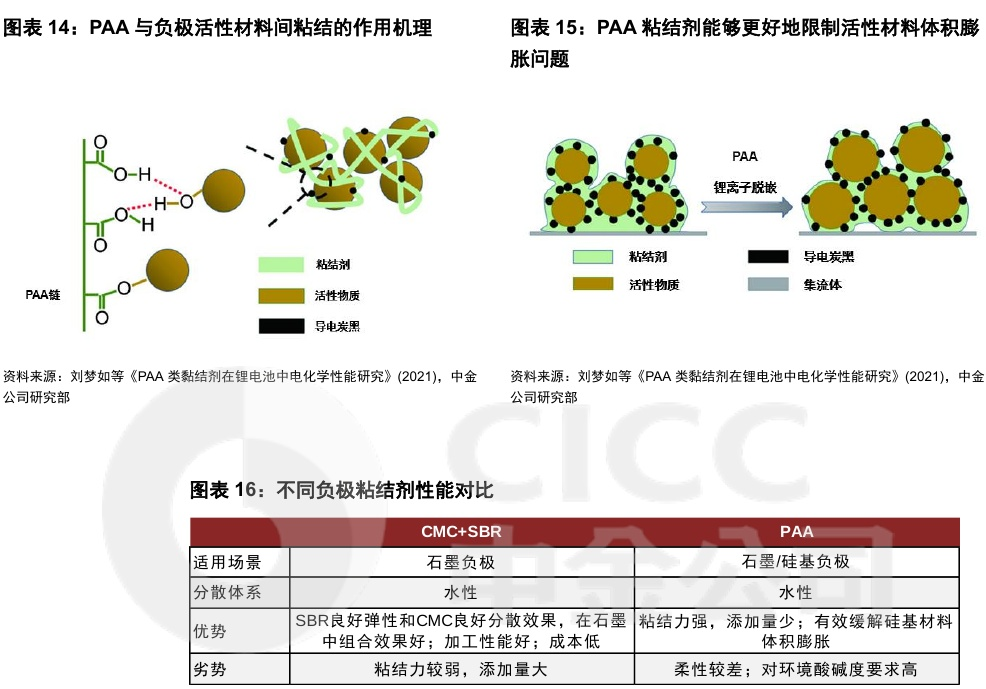 图表 14：PAA 与负极活性材料间粘结的作用机理
O
O
H
H
O
O
H
O
O
O
PAA链
粘结剂
活性物质
导电炭黑
资料来源：刘梦如等《PAA 类黏结剂在锂电池中电化学性能研究》(2021)，中金
公司研究部
图表 15：PAA 粘结剂能够更好地限制活性材料体积膨
胀问题
PAA
锂离子脱嵌
粘结剂
导电炭黑
活性物质
集流体
资料来源：刘梦如等《PAA 类黏结剂在锂电池中电化学性能研究》(2021)，中金
公司研究部
CICC
中金公司
图表 16：不同负极粘结剂性能对比
CMC+SBR PAA
适用场景 石墨负极 石墨/硅基负极
分散体系 水性 水性
优势 SBR良好弹性和CMC良好分散效果，在石墨 粘结力强，添加量少；有效缓解硅基材料
中组合效果好；加工性能好；成本低 体积膨胀
劣势 粘结力较弱，添加量大 柔性较差；对环境酸碱度要求高